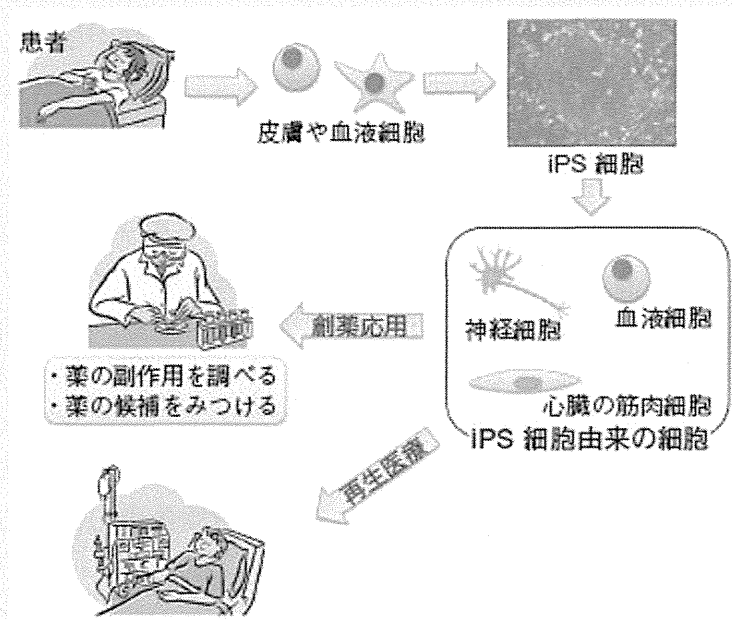 患者
皮膚や血液細胞
iPS 細胞
神経細胞
血液細胞
心臓の筋肉細胞
iPS 細胞由来の細胞
創薬応用
・薬の副作用を調べる
・薬の候補をみつける
再生医療